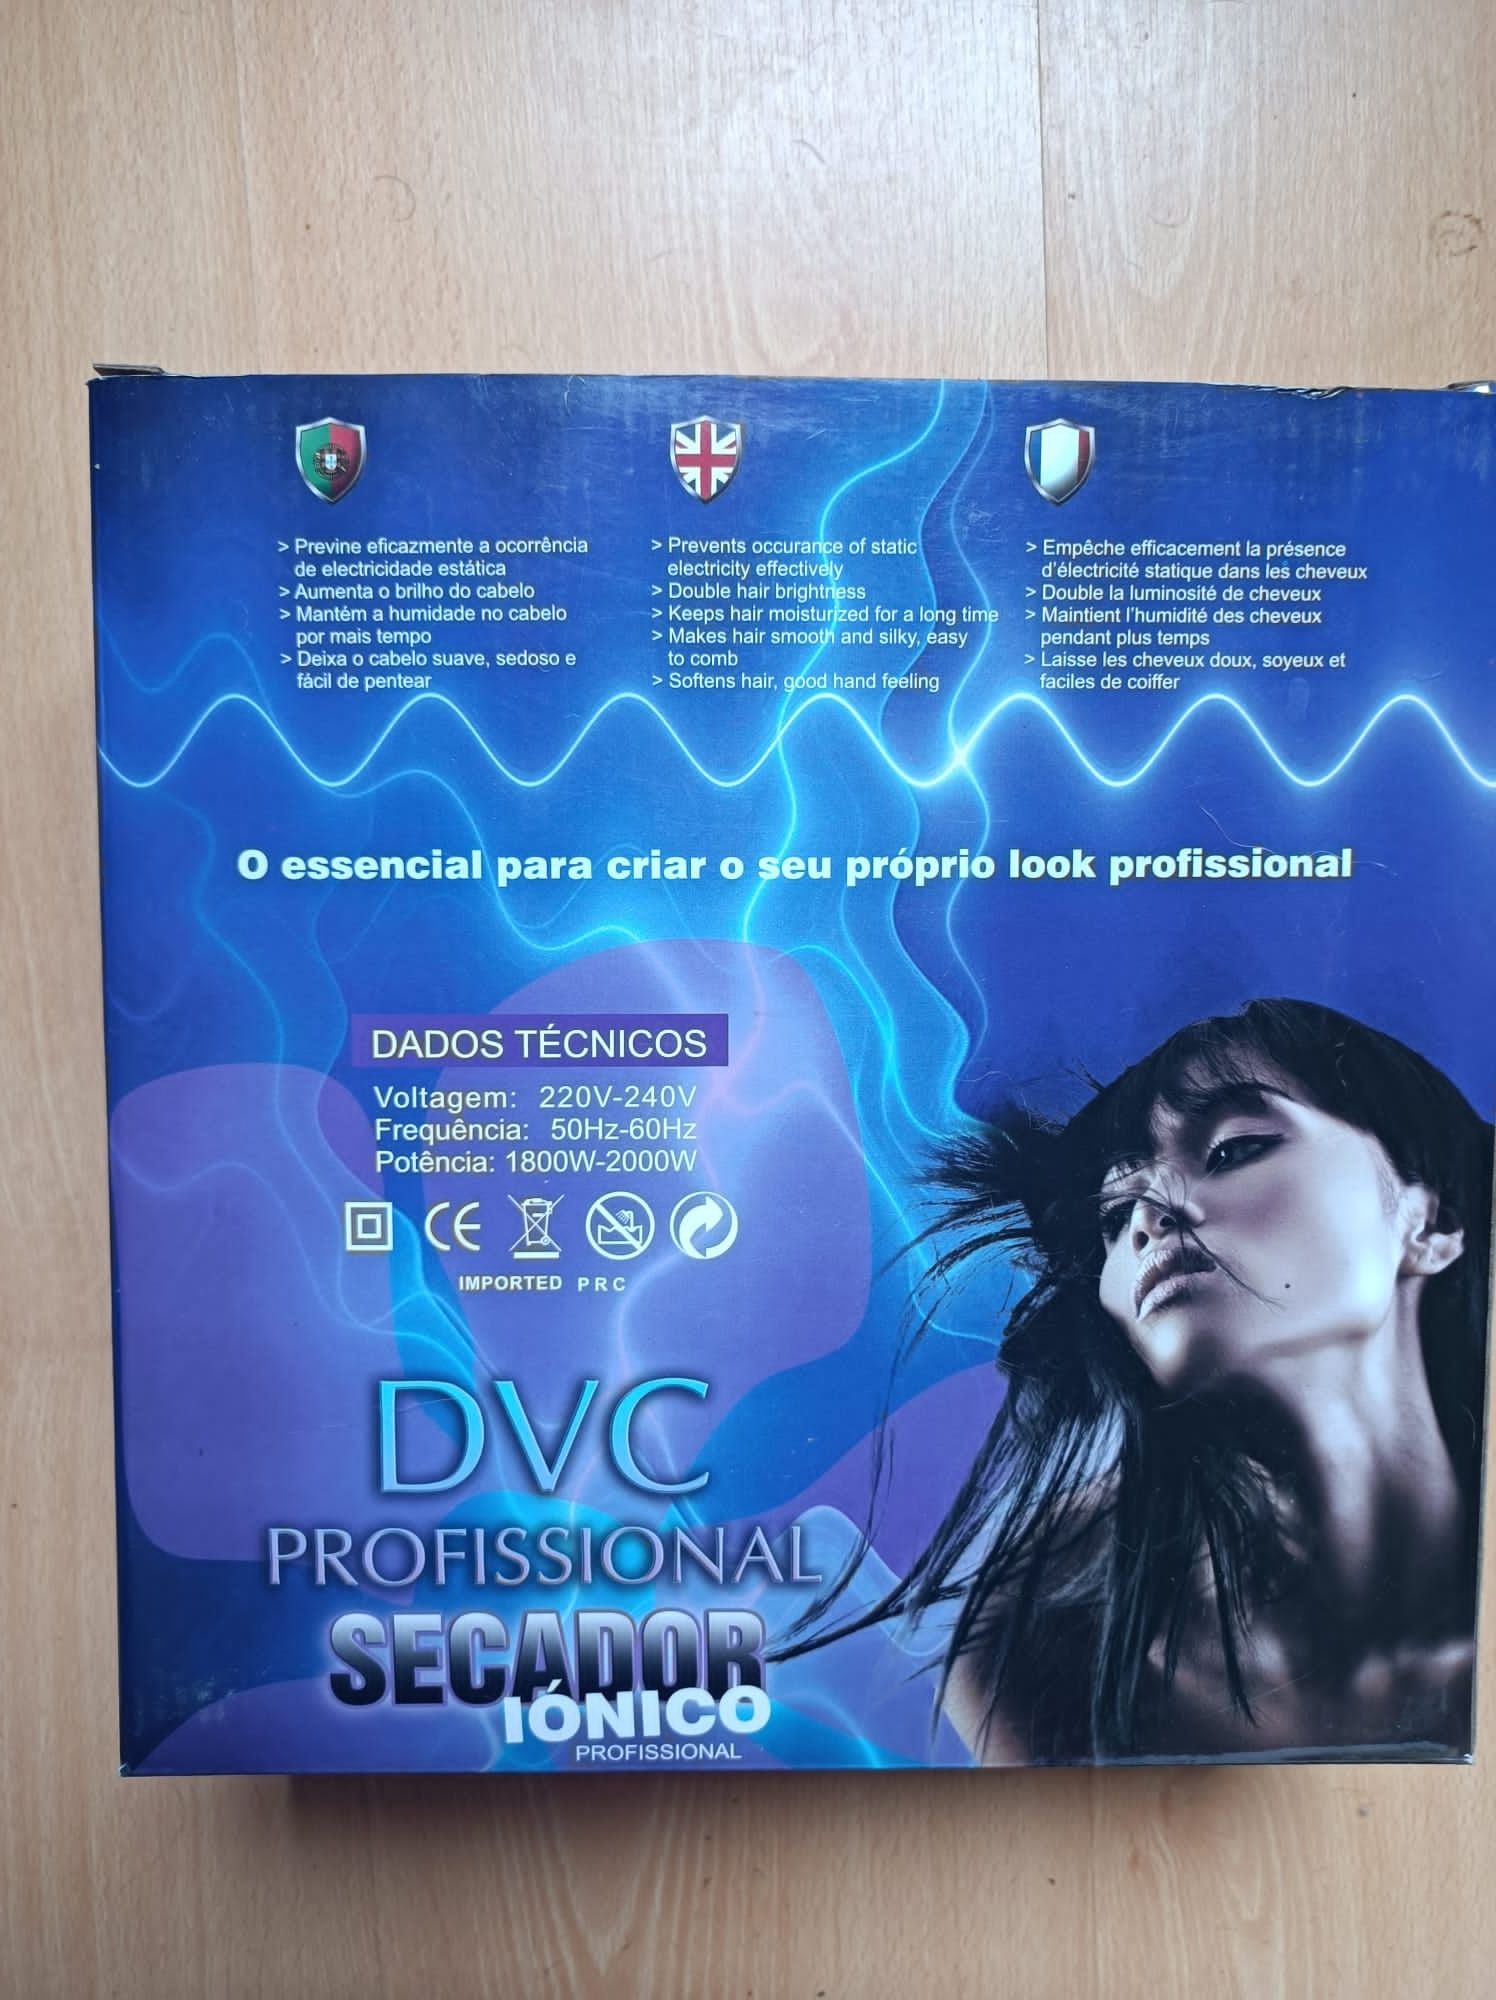 > Previne eficazmente a ocorrência
de electricidade estática
> Aumenta o brilho do cabelo
> Mantém a humidade no cabelo
por mais tempo
> Deixa o cabelo suave, sedoso e
fácil de pentear
> Prevents occurance of static
electricity effectively
> Double hair brightness
> Keeps hair moisturized for a long time
> Makes hair smooth and silky, easy
to comb
> Softens hair, good hand feeling
> Empêche efficacement la présence
d'électricité statique dans les cheveux
> Double la luminosité de cheveux
> Maintient l'humidité des cheveux
pendant plus temps
> Laisse les cheveux doux, soyeux et
faciles de coiffer
O essencial para criar o seu próprio look profissional
DADOS TÉCNICOS
Voltagem: 220V-240V
Frequência: 50Hz-60Hz
Potência: 1800W-2000W
CE
IMPORTED PRC
DVC
PROFISSIONAL
SECADOR
IÓNICO
PROFISSIONAL